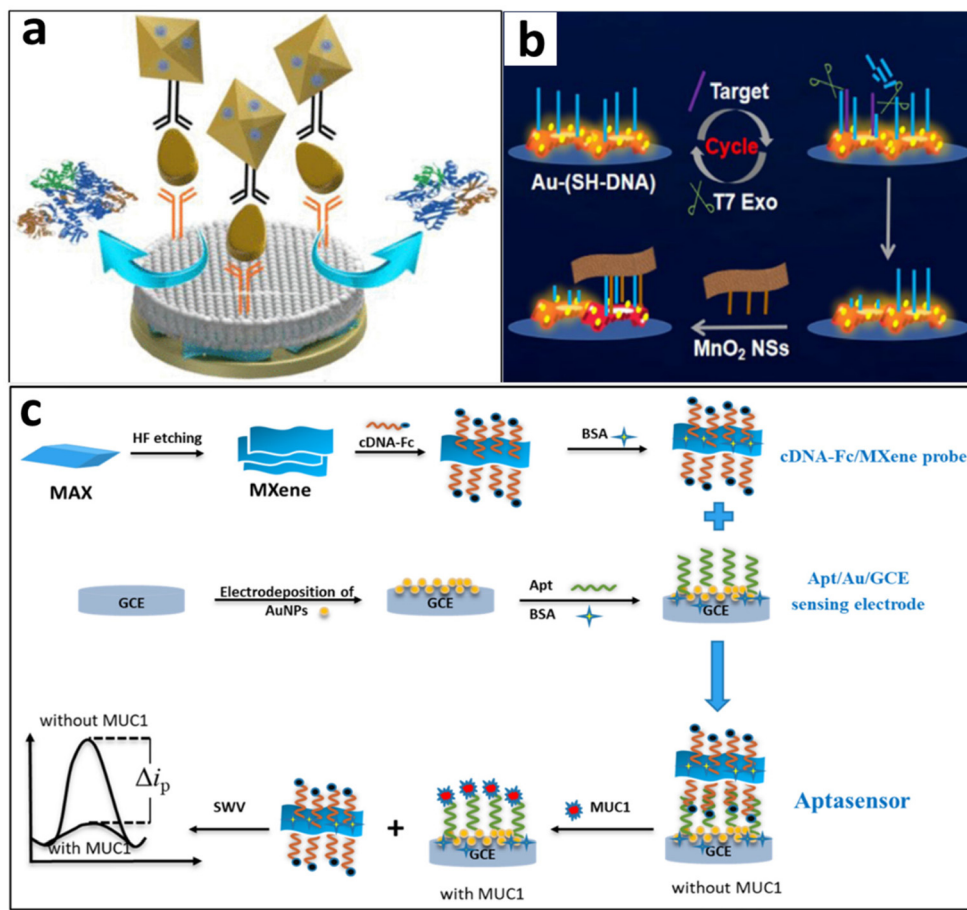 a
b
Target
Cycle
Au-(SH-DNA)
T7 Exo
MnO₂ NSs
c
HF etching
cDNA-Fc
BSA
MAX
MXene
cDNA-Fc/MXene probe
Electrodeposition of
AuNPs
GCE
GCE
Apt
BSA
GCE
Apt/Au/GCE
sensing electrode
without MUC1
Δiₚ
with MUC1
SWV
MUC1
GCE
with MUC1
GCE
without MUC1
Aptasensor